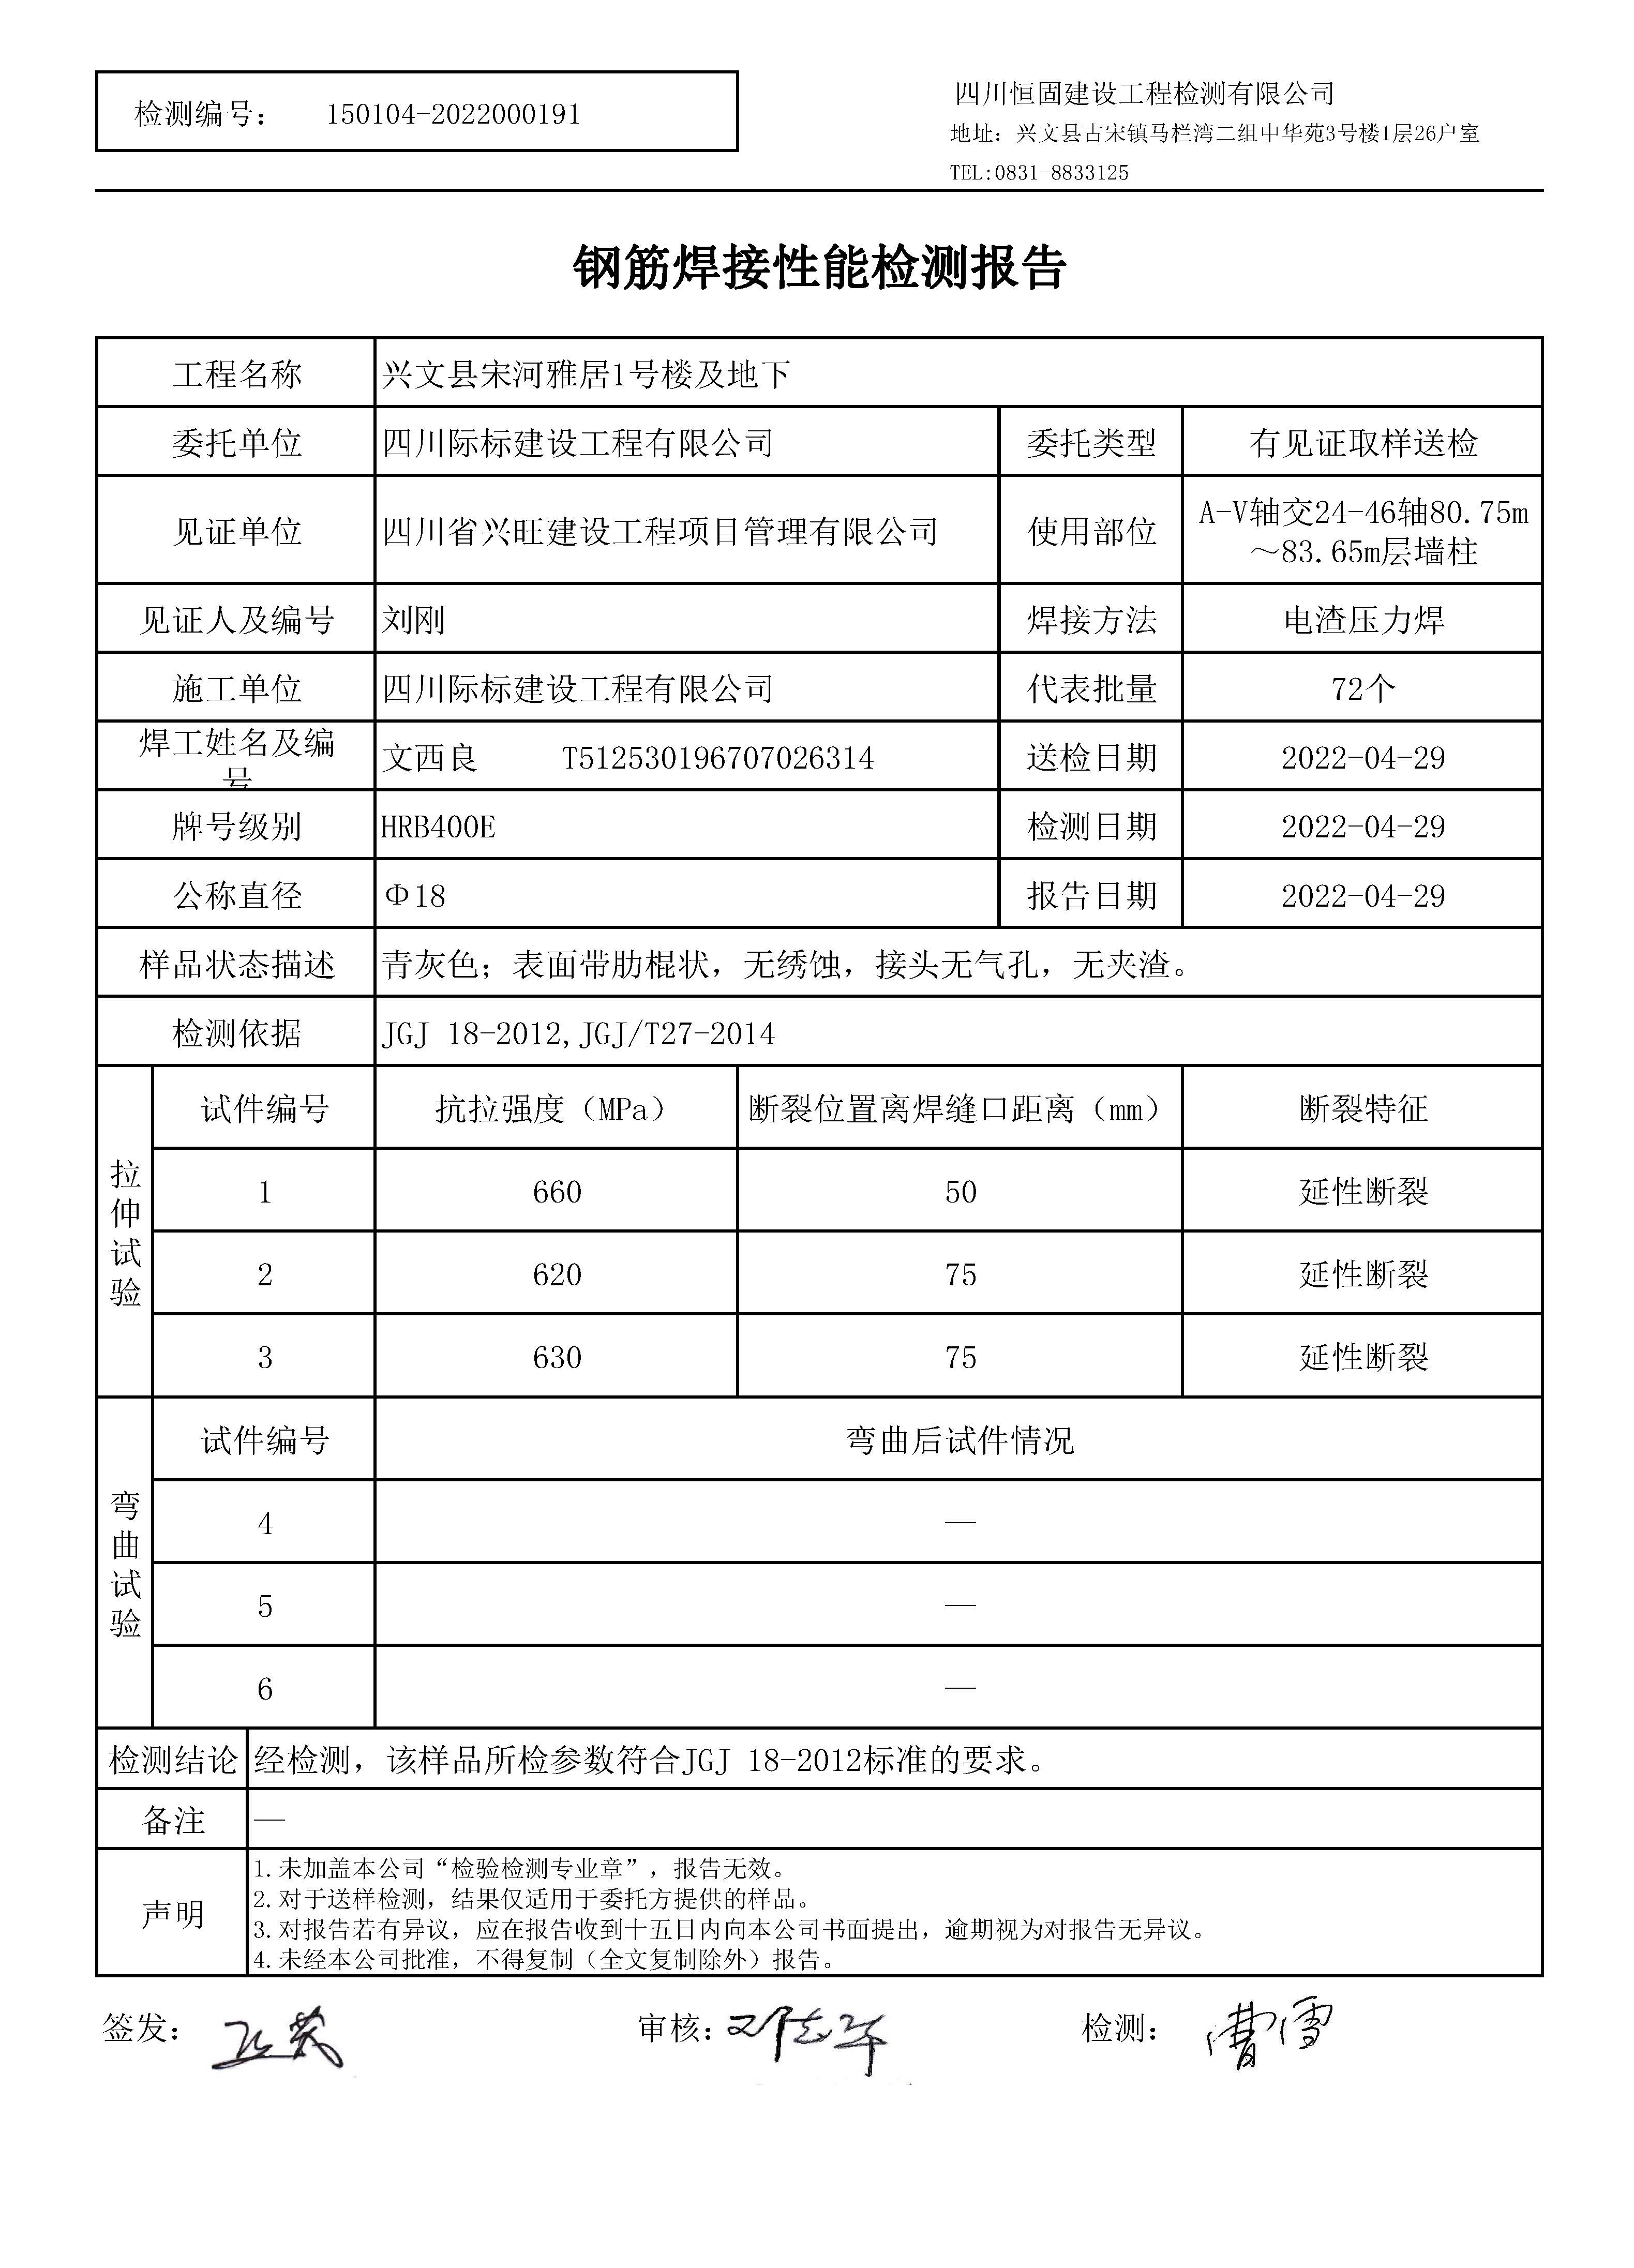 检测编号： 150104-2022000191
四川恒固建设工程检测有限公司
地址：兴文县古宋镇马栏湾二组中华苑3号楼1层26户室
TEL:0831-8833125
钢筋焊接性能检测报告
工程名称 兴文县宋河雅居1号楼及地下
委托单位 四川际标建设工程有限公司 委托类型 有见证取样送检
见证单位 四川省兴旺建设工程项目管理有限公司 使用部位 A-V轴交24-46轴80.75m
～83.65m层墙柱
见证人及编号 刘刚 焊接方法 电渣压力焊
施工单位 四川际标建设工程有限公司 代表批量 72个
焊工姓名及编
号
文西良 T512530196707026314 送检日期 2022-04-29
牌号级别 HRB400E 检测日期 2022-04-29
公称直径 Φ18 报告日期 2022-04-29
样品状态描述 青灰色；表面带肋棍状，无绣蚀，接头无气孔，无夹渣。
检测依据 JGJ 18-2012,JGJ/T27-2014
拉伸试验
试件编号 抗拉强度（MPa） 断裂位置离焊缝口距离（mm） 断裂特征
1 660 50 延性断裂
2 620 75 延性断裂
3 630 75 延性断裂
弯曲试验
试件编号 弯曲后试件情况
4 —
5 —
6 —
检测结论 经检测，该样品所检参数符合JGJ 18-2012标准的要求。
备注 —
声明
1.未加盖本公司“检验检测专业章”，报告无效。
2.对于送样检测，结果仅适用于委托方提供的样品。
3.对报告若有异议，应在报告收到十五日内向本公司书面提出，逾期视为对报告无异议。
4.未经本公司批准，不得复制（全文复制除外）报告。
签发： 审核： 检测： 曹雪